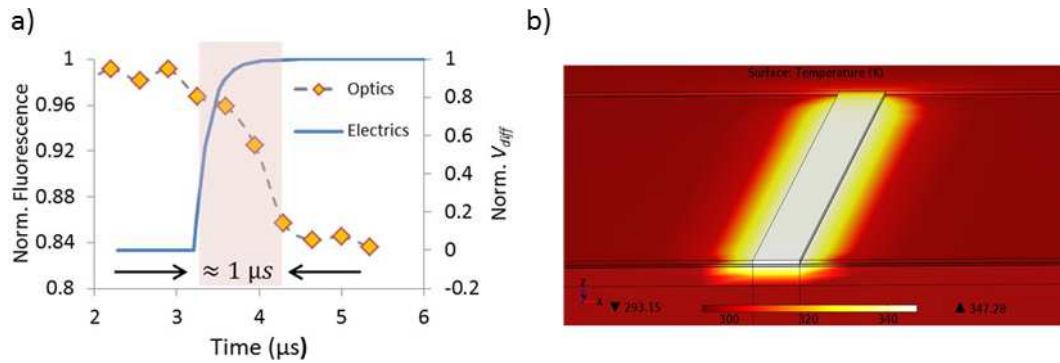 a)
b)
Norm. Fluorescence
1
0.96
0.92
0.88
0.84
0.8
1
0.8
0.6
0.4
0.2
0
-0.2
Norm. V_diff
Optics
Electrics
≈ 1 μs
2
3
4
5
6
Time (μs)
Surface: Temperature (K)
z
x
▼ 293.15
300
320
340
▲ 347.28